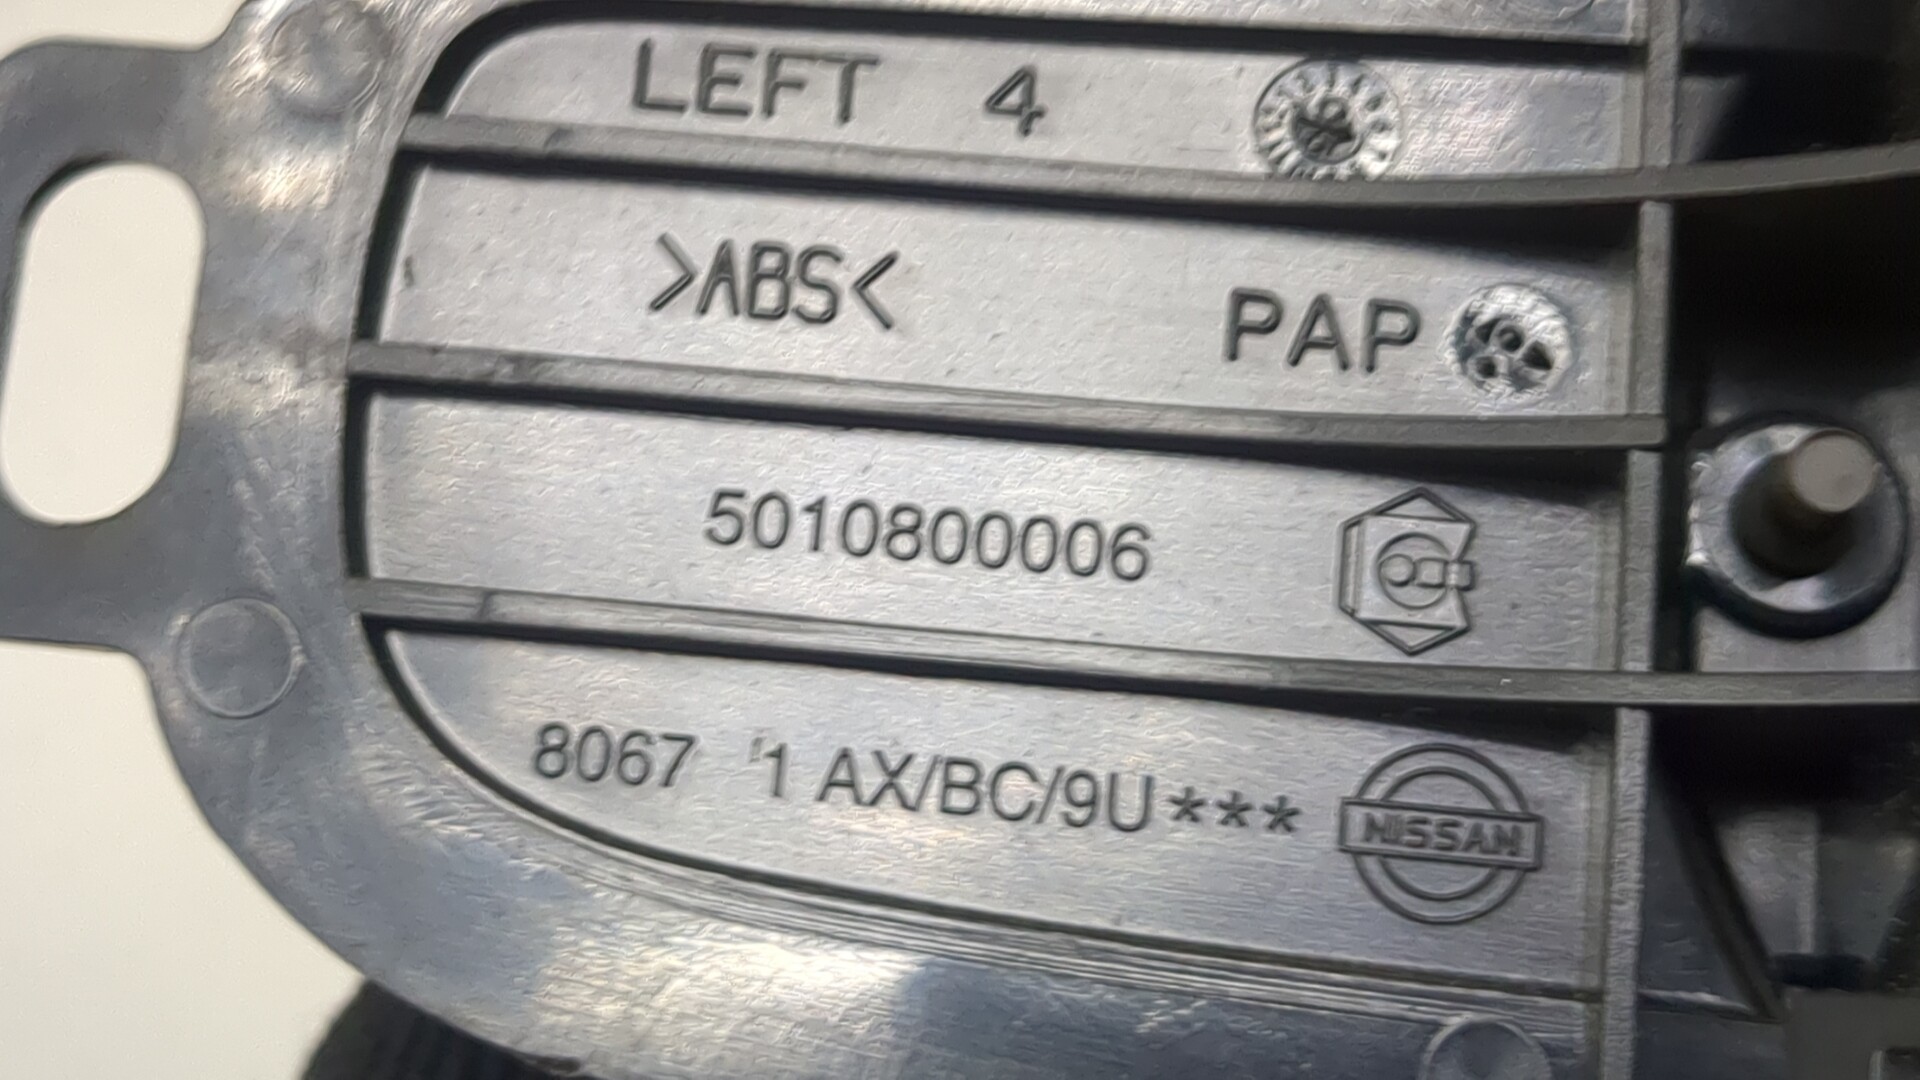 LEFT 4
>ABS< PAP
5010800006
8067 1 AX/BC/9U***
NISSAN